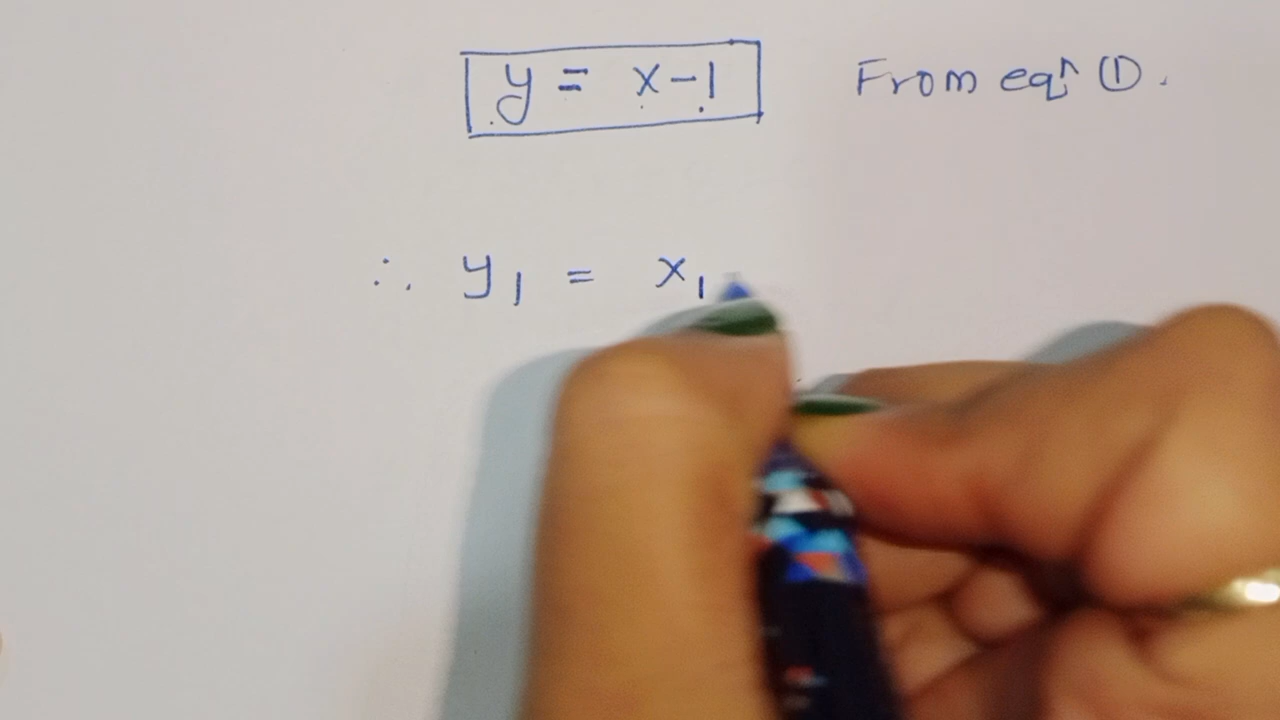 y = x-1 From eqⁿ ①.
∴ y₁ = x₁